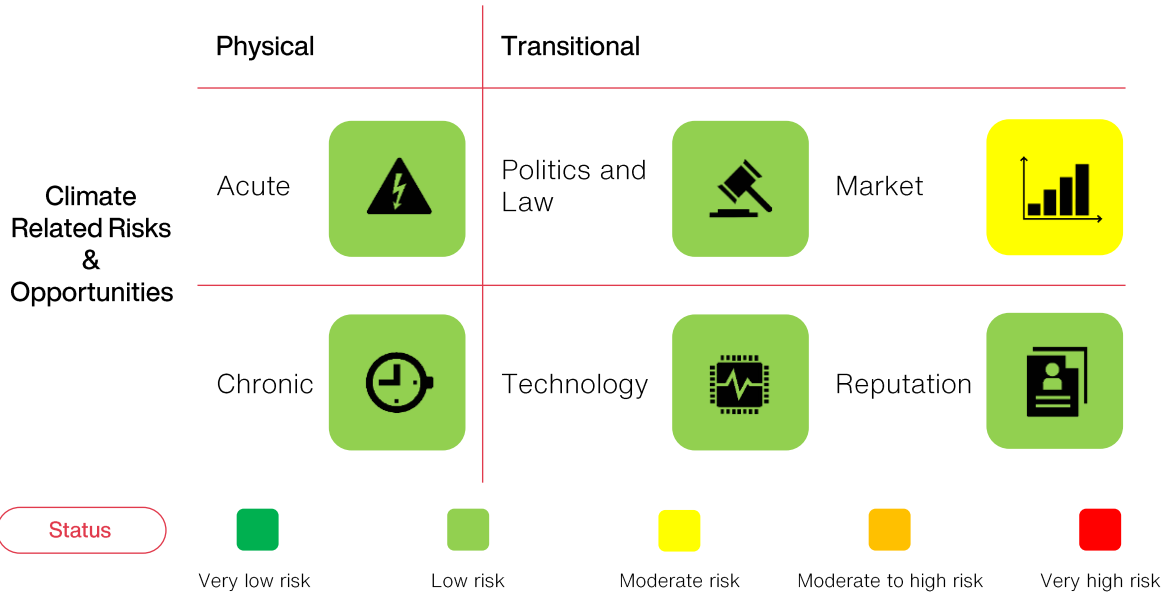 Physical
Transitional
Climate
Related Risks
&
Opportunities
Acute
Politics and
Law
Market
Chronic
Technology
Reputation
Status
Very low risk
Low risk
Moderate risk
Moderate to high risk
Very high risk